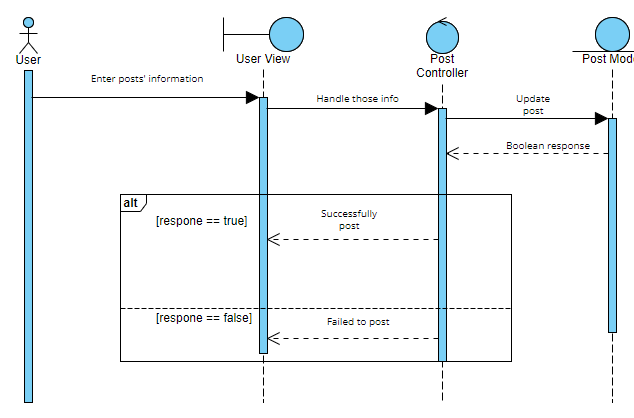 User
User View
Post
Controller
Post Mod
Enter posts' information
Handle those info
Update
post
Boolean response
alt
[respone == true]
Successfully
post
[respone == false]
Failed to post